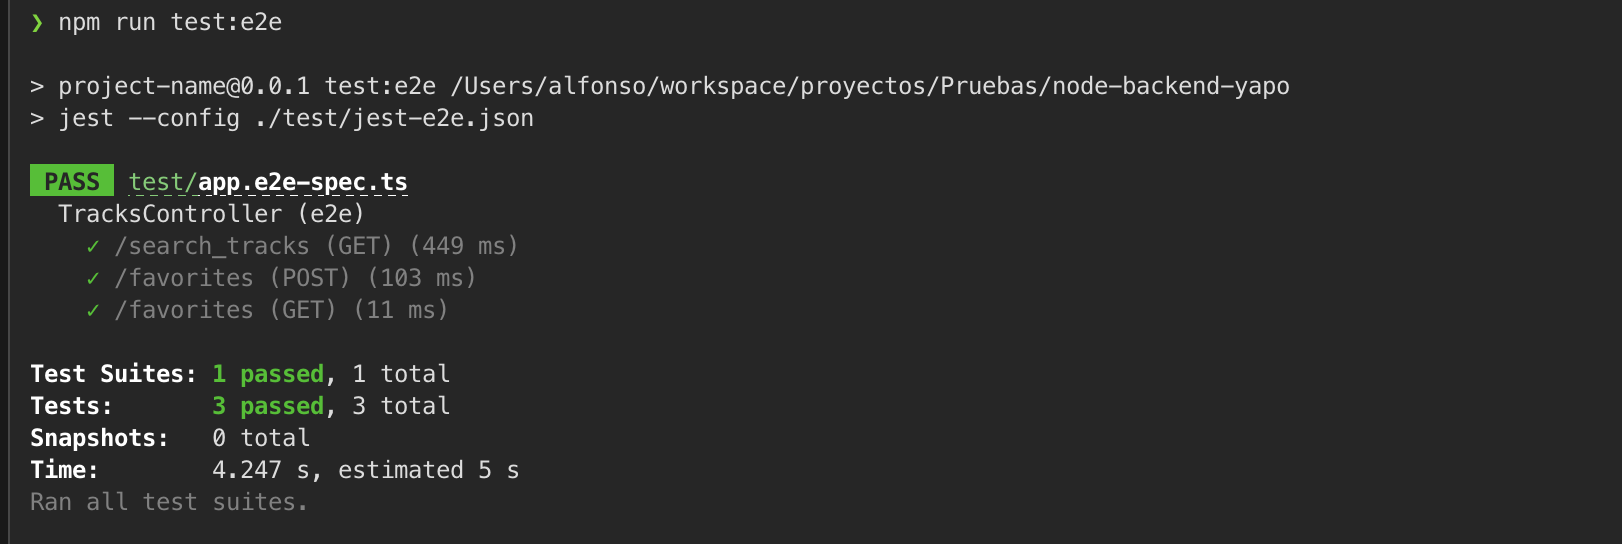 ❯ npm run test:e2e
> project-name@0.0.1 test:e2e /Users/alfonso/workspace/proyectos/Pruebas/node-backend-yapo
> jest --config ./test/jest-e2e.json
PASS test/app.e2e-spec.ts
TracksController (e2e)
✓ /search_tracks (GET) (449 ms)
✓ /favorites (POST) (103 ms)
✓ /favorites (GET) (11 ms)
Test Suites: 1 passed, 1 total
Tests: 3 passed, 3 total
Snapshots: 0 total
Time: 4.247 s, estimated 5 s
Ran all test suites.